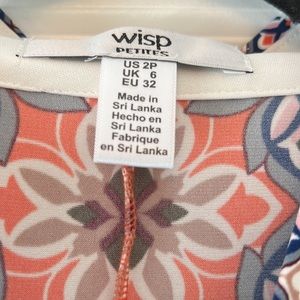 wisp
PETITES
US 2P
UK 6
EU 32
Made in
Sri Lanka
Hecho en
Sri Lanka
Fabrique
en Sri Lanka